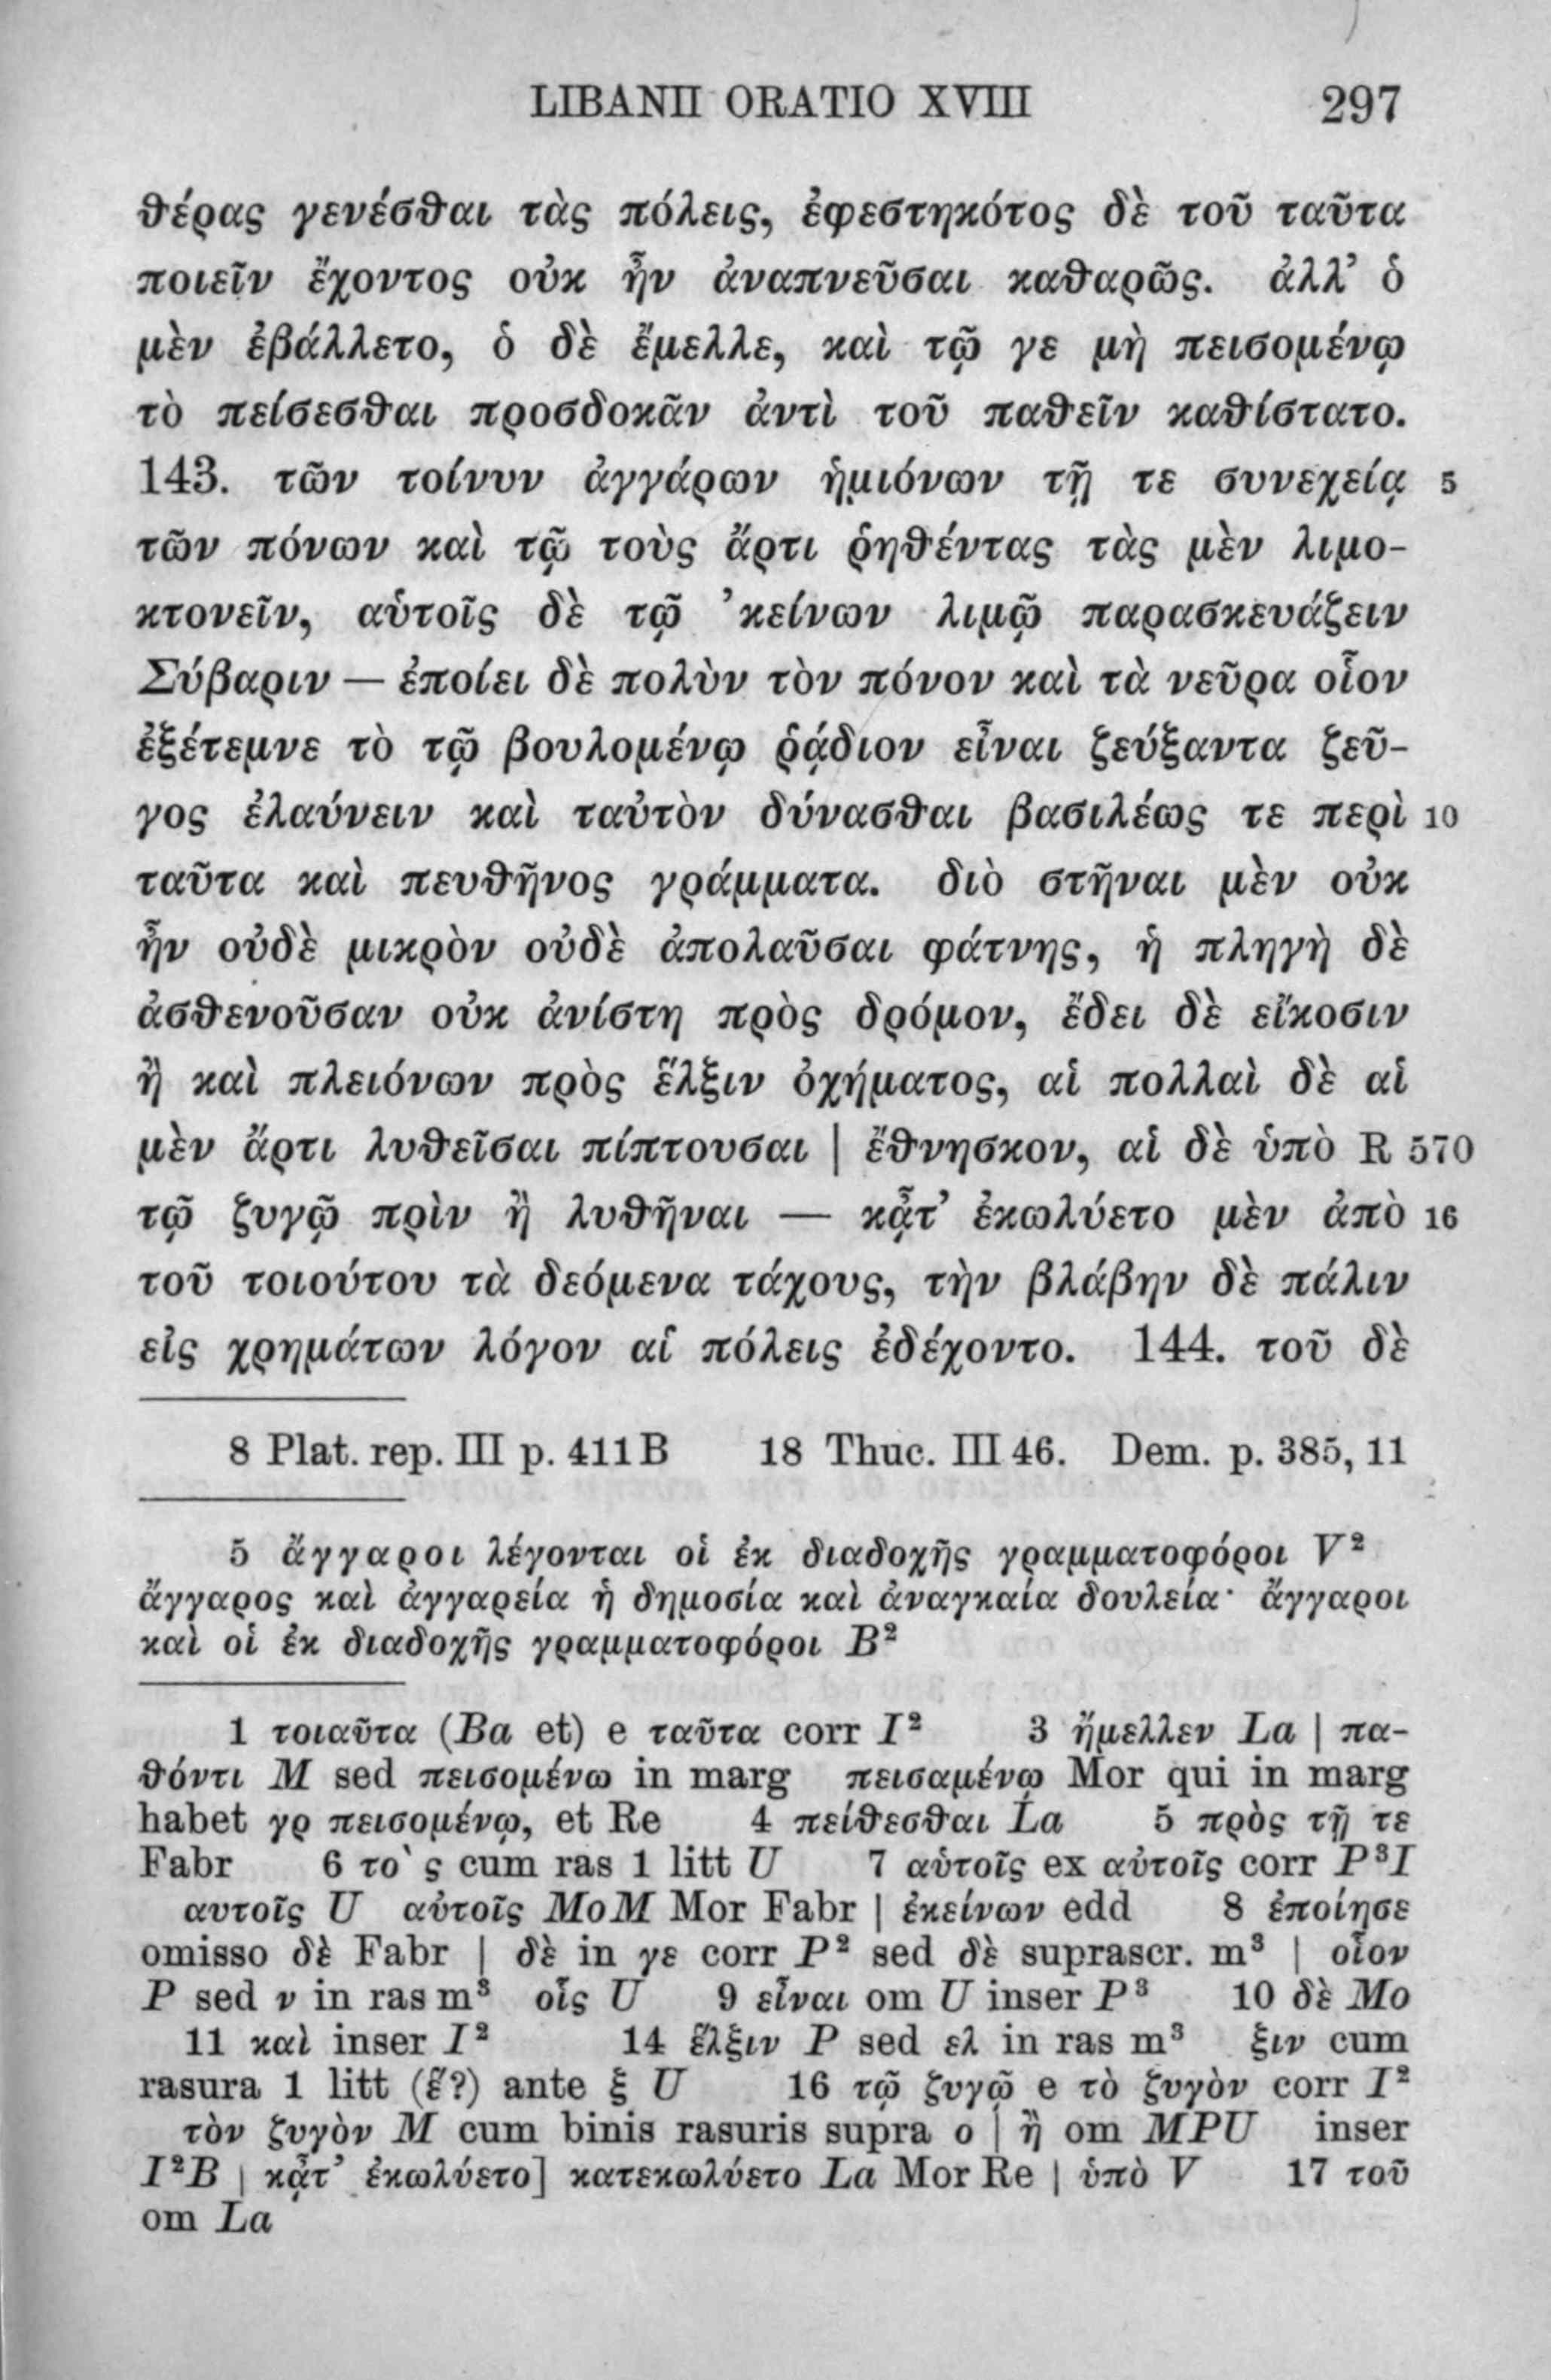 LIBANII ORATIO XVIII 297
θέρας γενέσθαι τὰς πόλεις, ἐφεστηκότος δὲ τοῦ ταῦτα
ποιεῖν ἔχοντος οὐκ ἦν ἀναπνεῦσαι καθαρῶς. ἀλλ’ ὁ
μὲν ἐβάλλετο, ὁ δὲ ἔμελλε, καὶ τῷ γε μὴ πεισομένῳ
τὸ πείσεσθαι προσδοκᾶν ἀντὶ τοῦ παθεῖν καθίστατο.
143. τῶν τοίνυν ἀγγάρων ἡμιόνων τῇ τε συνεχείᾳ 5
τῶν πόνων καὶ τῷ τοὺς ἄρτι ῥηθέντας τὰς μὲν λιμο-
κτονεῖν, αὑτοῖς δὲ τῷ ’κείνων λιμῷ παρασκευάζειν
Σύβαριν — ἐποίει δὲ πολὺν τὸν πόνον καὶ τὰ νεῦρα οἷον
ἐξέτεμνε τὸ τῷ βουλομένῳ ῥᾴδιον εἶναι ζεύξαντα ζεῦ-
γος ἐλαύνειν καὶ ταὐτὸν δύνασθαι βασιλέως τε περὶ 10
ταῦτα καὶ πευθῆνος γράμματα. διὸ στῆναι μὲν οὐκ
ἦν οὐδὲ μικρὸν οὐδὲ ἀπολαῦσαι φάτνης, ἡ πληγὴ δὲ
ἀσθενοῦσαν οὐκ ἀνίστη πρὸς δρόμον, ἔδει δὲ εἴκοσιν
ἢ καὶ πλειόνων πρὸς ἕλξιν ὀχήματος, αἱ πολλαὶ δὲ αἱ
μὲν ἄρτι λυθεῖσαι πίπτουσαι | ἔθνησκον, αἱ δὲ ὑπὸ R 570
τῷ ζυγῷ πρὶν ἢ λυθῆναι — κᾆτ’ ἐκωλύετο μὲν ἀπὸ 16
τοῦ τοιούτου τὰ δεόμενα τάχους, τὴν βλάβην δὲ πάλιν
εἰς χρημάτων λόγον αἱ πόλεις ἐδέχοντο. 144. τοῦ δὲ
8 Plat. rep. III p. 411 B 18 Thuc. III 46. Dem. p. 385, 11
5 ἄγγαροι λέγονται οἱ ἐκ διαδοχῆς γραμματοφόροι V²
ἄγγαρος καὶ ἀγγαρεία ἡ δημοσία καὶ ἀναγκαία δουλεία· ἄγγαροι
καὶ οἱ ἐκ διαδοχῆς γραμματοφόροι B²
1 τοιαῦτα (Ba et) e ταῦτα corr I² 3 ἤμελλεν La | πα-
θόντι M sed πεισομένω in marg πεισαμένῳ Mor qui in marg
habet γρ πεισομένῳ, et Re 4 πείθεσθαι La 5 πρὸς τῇ τε
Fabr 6 το`ς cum ras 1 litt U 7 αὑτοῖς ex αὐτοῖς corr P³I
αυτοῖς U αὐτοῖς MoM Mor Fabr | ἐκείνων edd 8 ἐποίησε
omisso δὲ Fabr | δὲ in γε corr P² sed δὲ suprascr. m³ | οἷον
P sed ν in ras m³ οἷς U 9 εἶναι om U inser P³ 10 δὲ Mo
11 καὶ inser I² 14 ἕλξιν P sed ελ in ras m³ ξιν cum
rasura 1 litt (ἕ?) ante ξ U 16 τῷ ζυγῷ e τὸ ζυγὸν corr I²
τὸν ζυγὸν M cum binis rasuris supra ο | ἢ om MPU inser
I²B | κᾆτ’ ἐκωλύετο] κατεκωλύετο La Mor Re | ὑπὸ V 17 τοῦ
om La